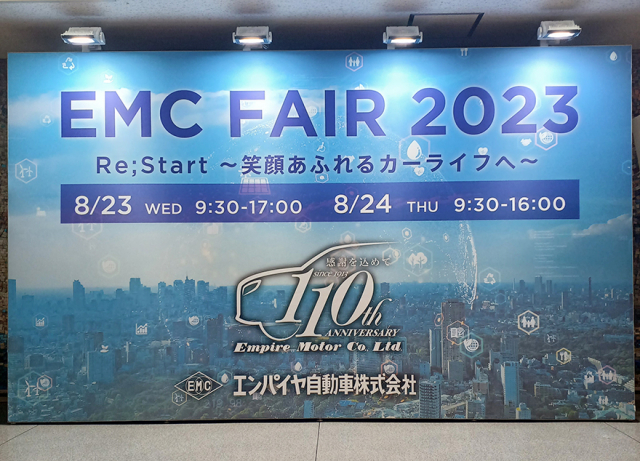 EMC FAIR 2023
Re;Start ～笑顔あふれるカーライフへ～
8/23 WED 9:30-17:00 8/24 THU 9:30-16:00
感謝を込めて
since 1914
110th
ANNIVERSARY
Empire Motor Co., Ltd.
EMC エンパイヤ自動車株式会社